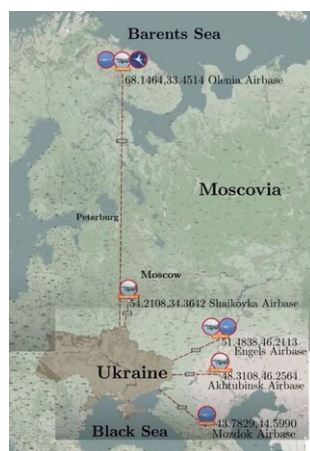 Barents Sea
68.1464,33.4514 Olenia Airbase
Moscovia
Peterburg
Moscow
54.2108,34.3642 Shaikovka Airbase
51.4838,46.2113
Engels Airbase
Ukraine
48.3108,46.2564
Akhtubinsk Airbase
43.7829,44.5990
Mozdok Airbase
Black Sea